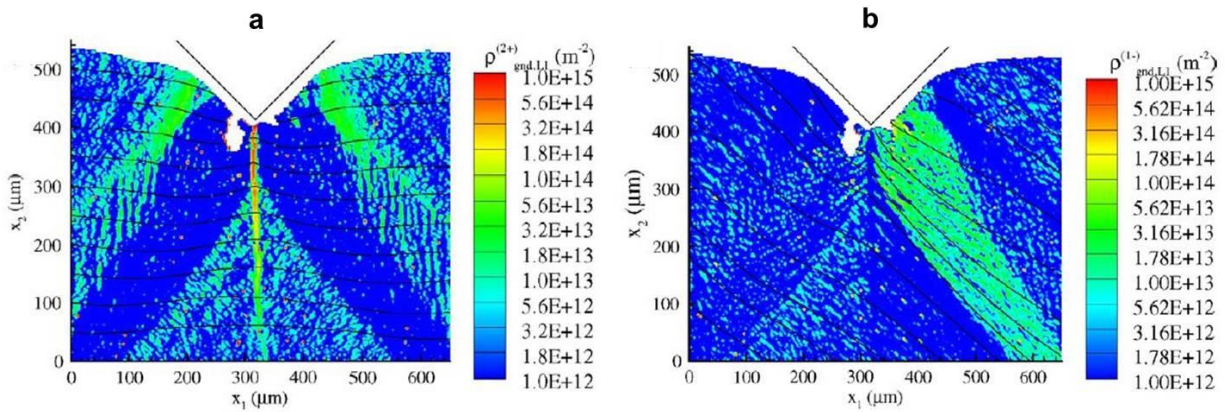 a
b
ρ(2+)gnd,L1 (m-2)
1.0E+15
5.6E+14
3.2E+14
1.8E+14
1.0E+14
5.6E+13
3.2E+13
1.8E+13
1.0E+13
5.6E+12
3.2E+12
1.8E+12
1.0E+12
x2 (μm)
500
400
300
200
100
0
0 100 200 300 400 500 600
x1 (μm)
ρ(1-)gnd,L1 (m-2)
1.00E+15
5.62E+14
3.16E+14
1.78E+14
1.00E+14
5.62E+13
3.16E+13
1.78E+13
1.00E+13
5.62E+12
3.16E+12
1.78E+12
1.00E+12
x2 (μm)
500
400
300
200
100
0
0 100 200 300 400 500 600
x1 (μm)